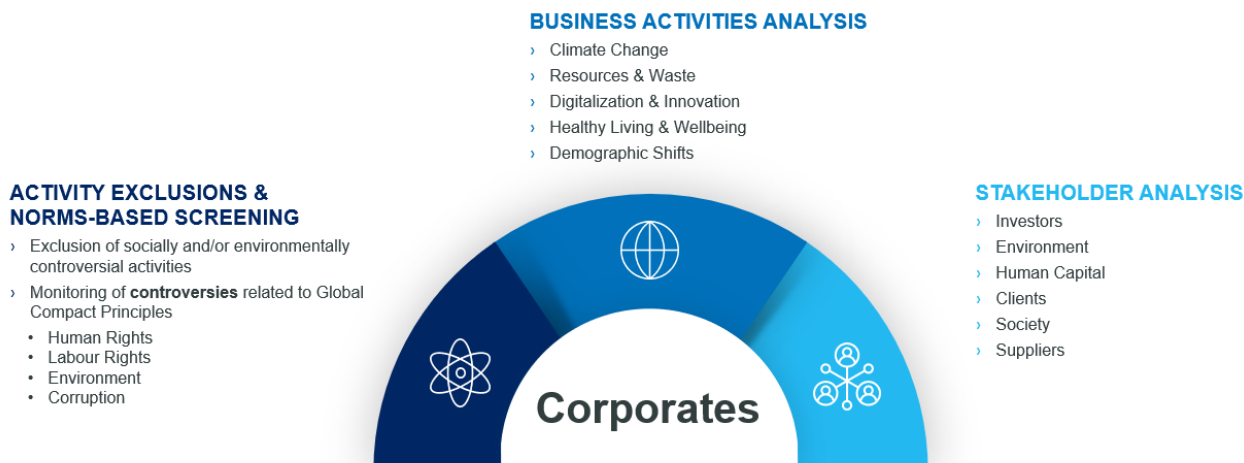 BUSINESS ACTIVITIES ANALYSIS
› Climate Change
› Resources & Waste
› Digitalization & Innovation
› Healthy Living & Wellbeing
› Demographic Shifts
ACTIVITY EXCLUSIONS &
NORMS-BASED SCREENING
› Exclusion of socially and/or environmentally
controversial activities
› Monitoring of controversies related to Global
Compact Principles
• Human Rights
• Labour Rights
• Environment
• Corruption
STAKEHOLDER ANALYSIS
› Investors
› Environment
› Human Capital
› Clients
› Society
› Suppliers
Corporates